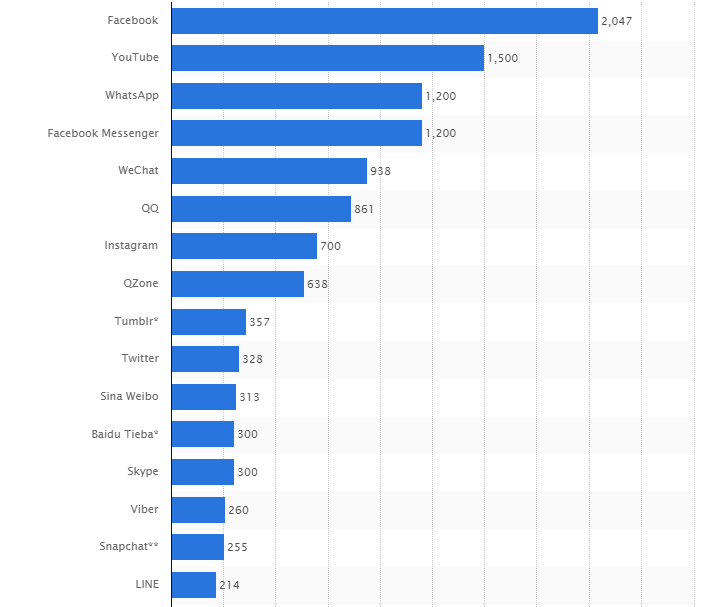 Facebook 2,047
YouTube 1,500
WhatsApp 1,200
Facebook Messenger 1,200
WeChat 938
QQ 861
Instagram 700
QZone 638
Tumblr* 357
Twitter 328
Sina Weibo 313
Baidu Tieba* 300
Skype 300
Viber 260
Snapchat** 255
LINE 214